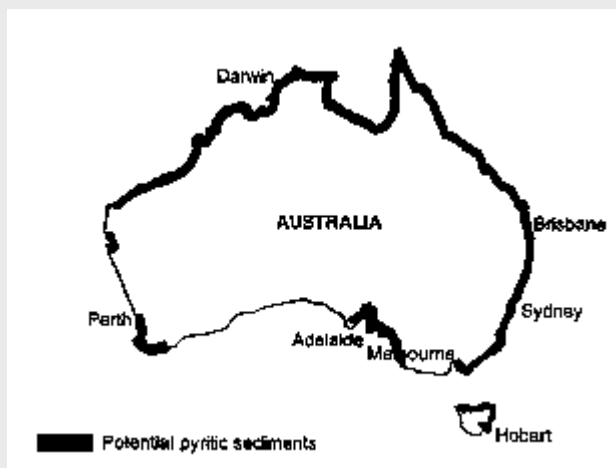 Darwin
AUSTRALIA
Brisbane
Perth
Sydney
Adelaide
Melbourne
Hobart
Potential pyritic sediments